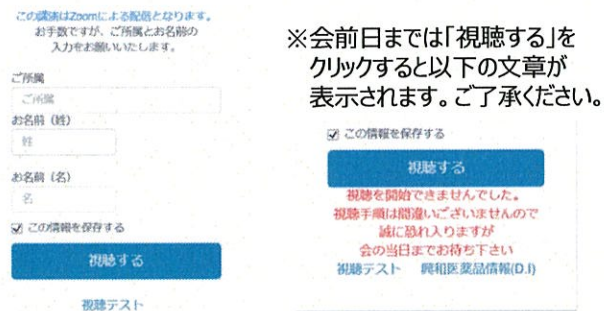 この講演はZoomによる配信となります。
お手数ですが、ご所属とお名前の
入力をお願いいたします。
ご所属
ご所属
お名前（姓）
姓
お名前（名）
名
この情報を保存する
視聴する
視聴テスト
※会前日までは「視聴する」を
クリックすると以下の文章が
表示されます。ご了承ください。
この情報を保存する
視聴する
視聴を開始できませんでした。
視聴手順は間違いございませんので
誠に恐れ入りますが
会の当日までお待ち下さい
視聴テスト 興和医薬品情報(D.I)